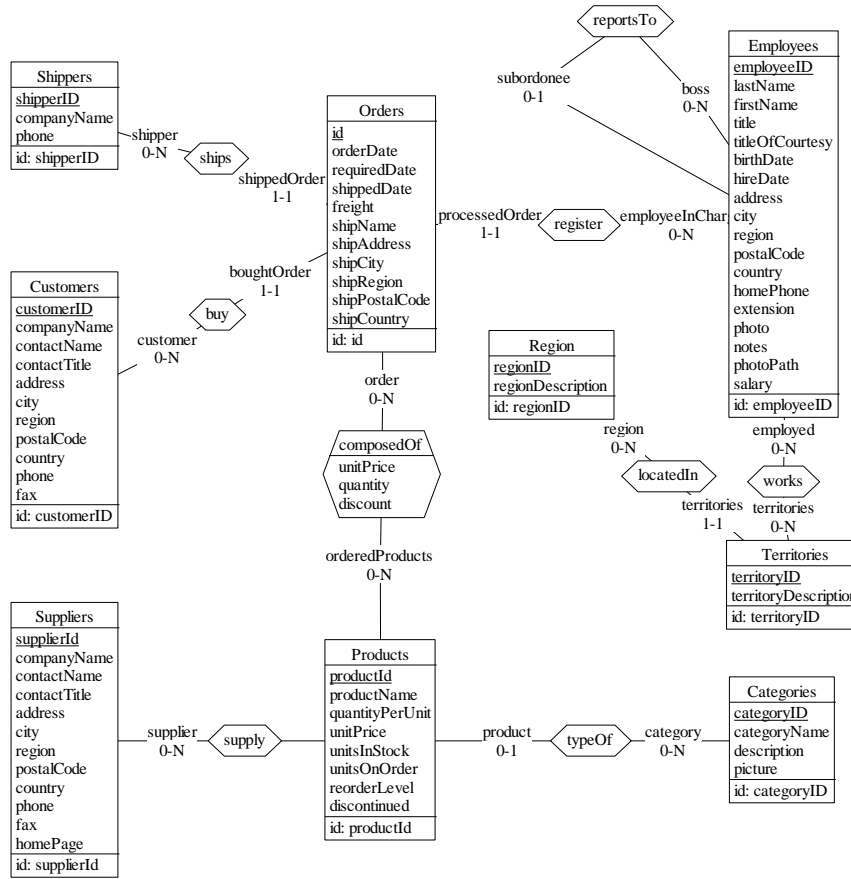 reportsTo
subordonee
0-1
boss
0-N
Employees
employeeID
lastName
firstName
title
titleOfCourtesy
birthDate
hireDate
address
city
region
postalCode
country
homePhone
extension
photo
notes
photoPath
salary
id: employeeID
Shippers
shipperID
companyName
phone
id: shipperID
shipper
0-N
ships
shippedOrder
1-1
Orders
id
orderDate
requiredDate
shippedDate
freight
shipName
shipAddress
shipCity
shipRegion
shipPostalCode
shipCountry
id: id
processedOrder
1-1
register
employeeInCharg
0-N
Customers
customerID
companyName
contactName
contactTitle
address
city
region
postalCode
country
phone
fax
id: customerID
boughtOrder
1-1
buy
customer
0-N
order
0-N
composedOf
unitPrice
quantity
discount
orderedProducts
0-N
Region
regionID
regionDescription
id: regionID
region
0-N
locatedIn
territories
1-1
employed
0-N
works
territories
0-N
Territories
territoryID
territoryDescription
id: territoryID
Suppliers
supplierId
companyName
contactName
contactTitle
address
city
region
postalCode
country
phone
fax
homePage
id: supplierId
supplier
0-N
supply
Products
productId
productName
quantityPerUnit
unitPrice
unitsInStock
unitsOnOrder
reorderLevel
discontinued
id: productId
product
0-1
typeOf
category
0-N
Categories
categoryID
categoryName
description
picture
id: categoryID